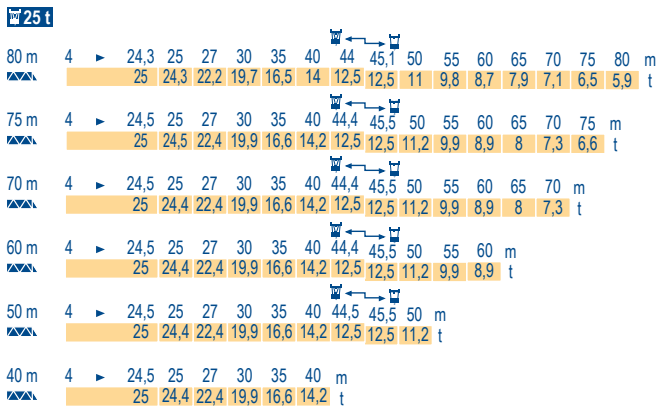 25 t
80 m 4 ► 24,3 25 27 30 35 40 44 45,1 50 55 60 65 70 75 80 m
25 24,3 22,2 19,7 16,5 14 12,5 12,5 11 9,8 8,7 7,9 7,1 6,5 5,9 t
75 m 4 ► 24,5 25 27 30 35 40 44,4 45,5 50 55 60 65 70 75 m
25 24,5 22,4 19,9 16,6 14,2 12,5 12,5 11,2 9,9 8,9 8 7,3 6,6 t
70 m 4 ► 24,5 25 27 30 35 40 44,4 45,5 50 55 60 65 70 m
25 24,4 22,4 19,9 16,6 14,2 12,5 12,5 11,2 9,9 8,9 8 7,3 t
60 m 4 ► 24,5 25 27 30 35 40 44,4 45,5 50 55 60 m
25 24,4 22,4 19,9 16,6 14,2 12,5 12,5 11,2 9,9 8,9 t
50 m 4 ► 24,5 25 27 30 35 40 44,5 45,5 50 m
25 24,4 22,4 19,9 16,6 14,2 12,5 12,5 11,2 t
40 m 4 ► 24,5 25 27 30 35 40 m
25 24,4 22,4 19,9 16,6 14,2 t